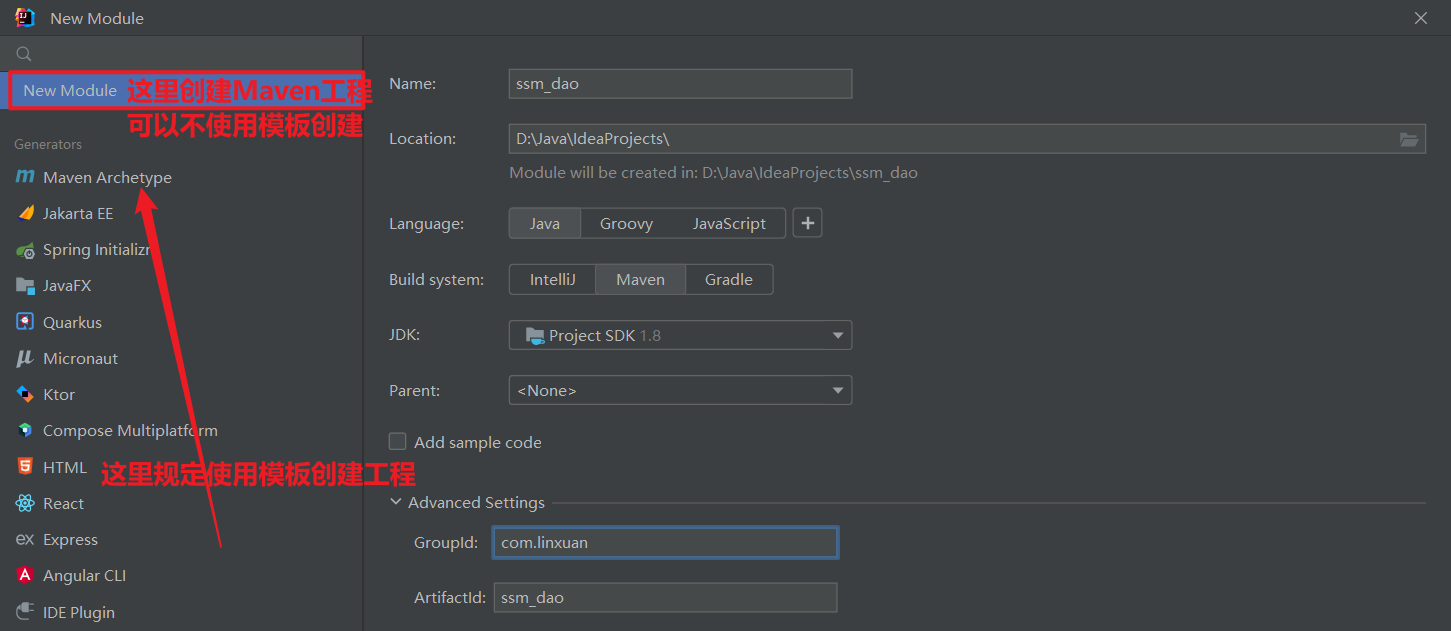 New Module
New Module 这里创建Maven工程
可以不使用模板创建
Generators
Maven Archetype
Jakarta EE
Spring Initializr
JavaFX
Quarkus
Micronaut
Ktor
Compose Multiplatform
HTML 这里规定使用模板创建工程
React
Express
Angular CLI
IDE Plugin
Name: ssm_dao
Location: D:\Java\IdeaProjects\
Module will be created in: D:\Java\IdeaProjects\ssm_dao
Language: Java Groovy JavaScript +
Build system: IntelliJ Maven Gradle
JDK: Project SDK 1.8
Parent: <None>
Add sample code
Advanced Settings
GroupId: com.linxuan
ArtifactId: ssm_dao